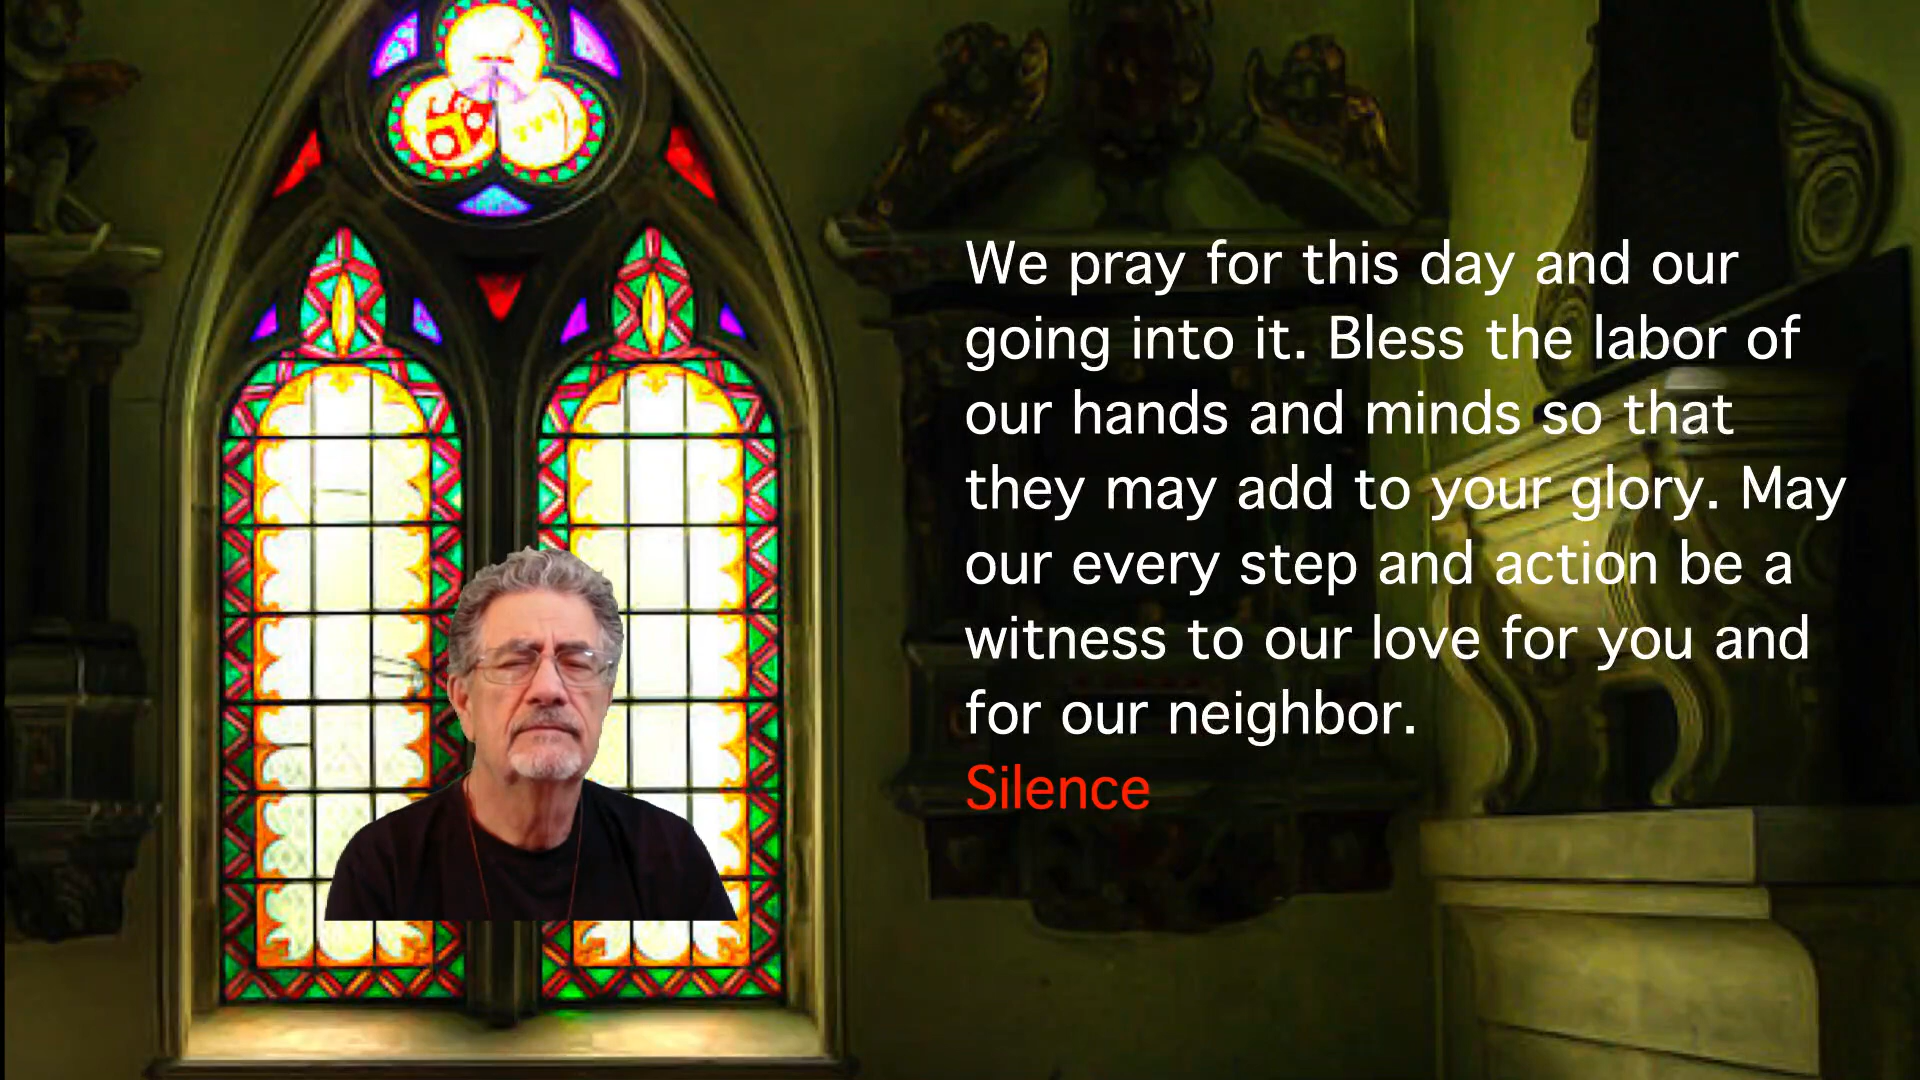 We pray for this day and our
going into it. Bless the labor of
our hands and minds so that
they may add to your glory. May
our every step and action be a
witness to our love for you and
for our neighbor.
Silence